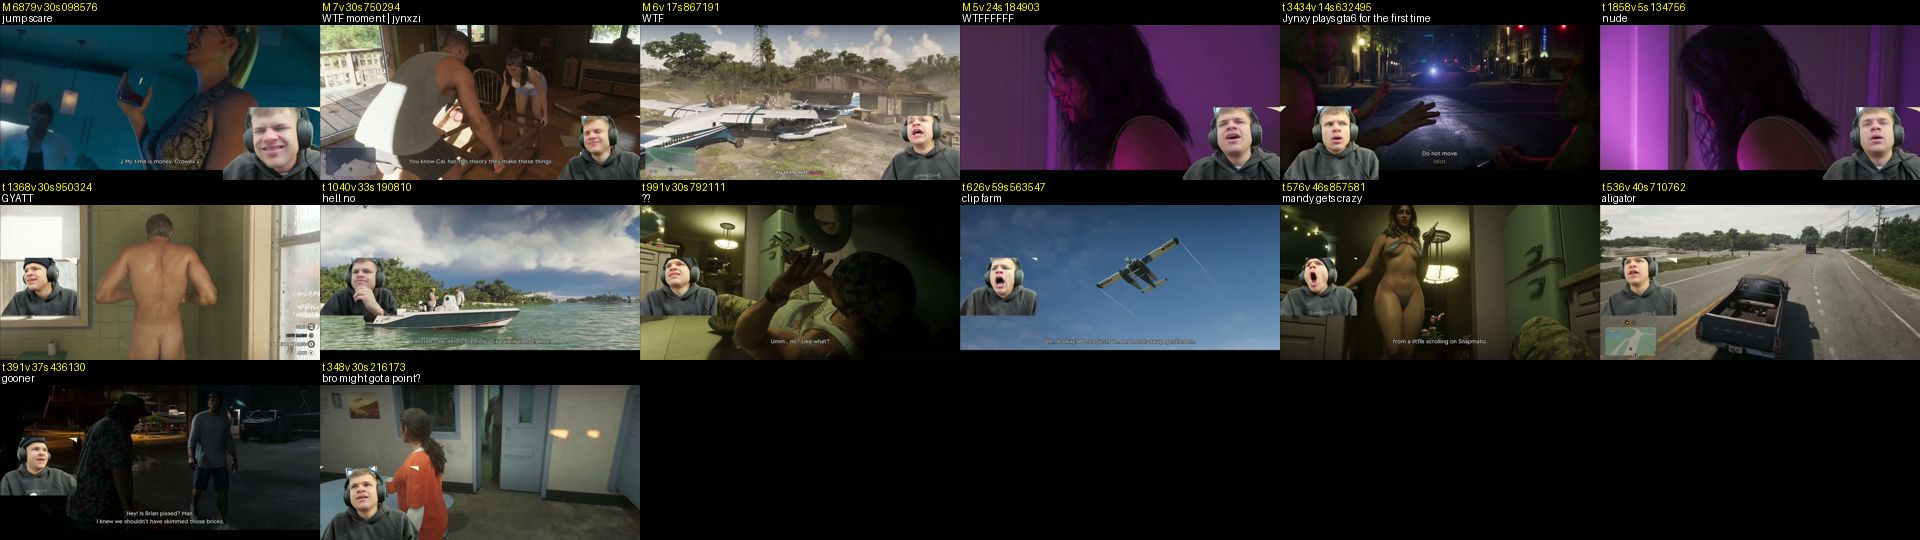 M 6879v 30s 098576
jumpscare
M 7v 30s 750294
WTF moment | jynxzi
M 6v 17s 867191
WTF
M 5v 24s 184903
WTFFFFFF
t 3434v 14s 632495
Jynxy plays gta6 for the first time
t 1858v 5s 134756
nude
♪ My time is money. Crowex ♪
You know Cal, has this theory they make these things
Do not move.
Idiot.
t 1368v 30s 950324
GYATT
t 1040v 33s 190810
hell no
t 991v 30s 792111
??
t 626v 59s 563547
clip farm
t 576v 46s 857581
mandy gets crazy
t 536v 40s 710762
aligator
Umm.. no? Like what?
from a little scrolling on Snapmatic.
t 391v 37s 436130
gooner
t 348v 30s 216173
bro might got a point?
Hey! Is Brian pissed? Man,
I knew we shouldn't have skimmed those bricks.